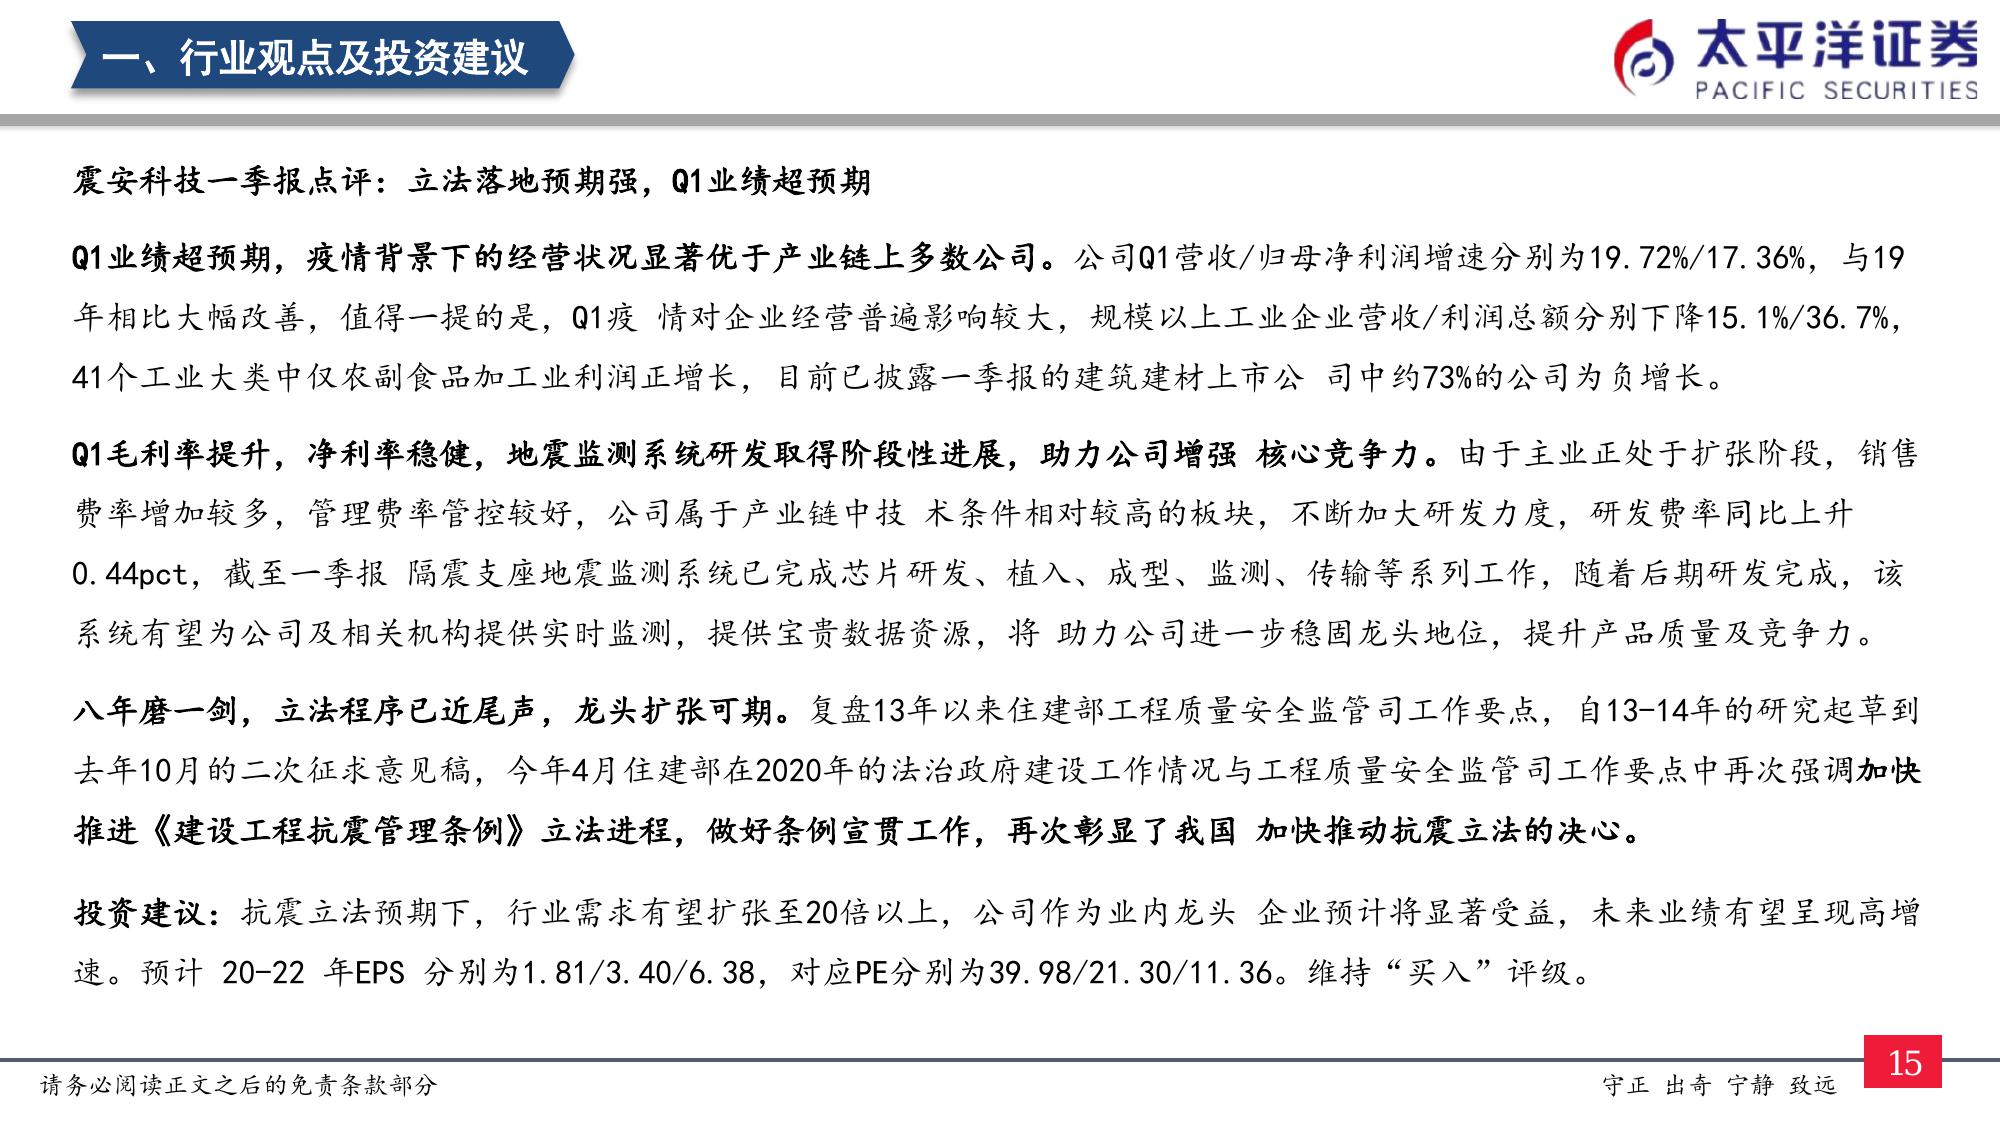 一、行业观点及投资建议
太平洋证券
PACIFIC SECURITIES
震安科技一季报点评：立法落地预期强，Q1业绩超预期
Q1业绩超预期，疫情背景下的经营状况显著优于产业链上多数公司。公司Q1营收/归母净利润增速分别为19.72%/17.36%，与19
年相比大幅改善，值得一提的是，Q1疫 情对企业经营普遍影响较大，规模以上工业企业营收/利润总额分别下降15.1%/36.7%，
41个工业大类中仅农副食品加工业利润正增长，目前已披露一季报的建筑建材上市公 司中约73%的公司为负增长。
Q1毛利率提升，净利率稳健，地震监测系统研发取得阶段性进展，助力公司增强 核心竞争力。由于主业正处于扩张阶段，销售
费率增加较多，管理费率管控较好，公司属于产业链中技 术条件相对较高的板块，不断加大研发力度，研发费率同比上升
0.44pct，截至一季报 隔震支座地震监测系统已完成芯片研发、植入、成型、监测、传输等系列工作，随着后期研发完成，该
系统有望为公司及相关机构提供实时监测，提供宝贵数据资源，将 助力公司进一步稳固龙头地位，提升产品质量及竞争力。
八年磨一剑，立法程序已近尾声，龙头扩张可期。复盘13年以来住建部工程质量安全监管司工作要点，自13-14年的研究起草到
去年10月的二次征求意见稿，今年4月住建部在2020年的法治政府建设工作情况与工程质量安全监管司工作要点中再次强调加快
推进《建设工程抗震管理条例》立法进程，做好条例宣贯工作，再次彰显了我国 加快推动抗震立法的决心。
投资建议：抗震立法预期下，行业需求有望扩张至20倍以上，公司作为业内龙头 企业预计将显著受益，未来业绩有望呈现高增
速。预计 20-22 年EPS 分别为1.81/3.40/6.38，对应PE分别为39.98/21.30/11.36。维持“买入”评级。
请务必阅读正文之后的免责条款部分
守正 出奇 宁静 致远
15